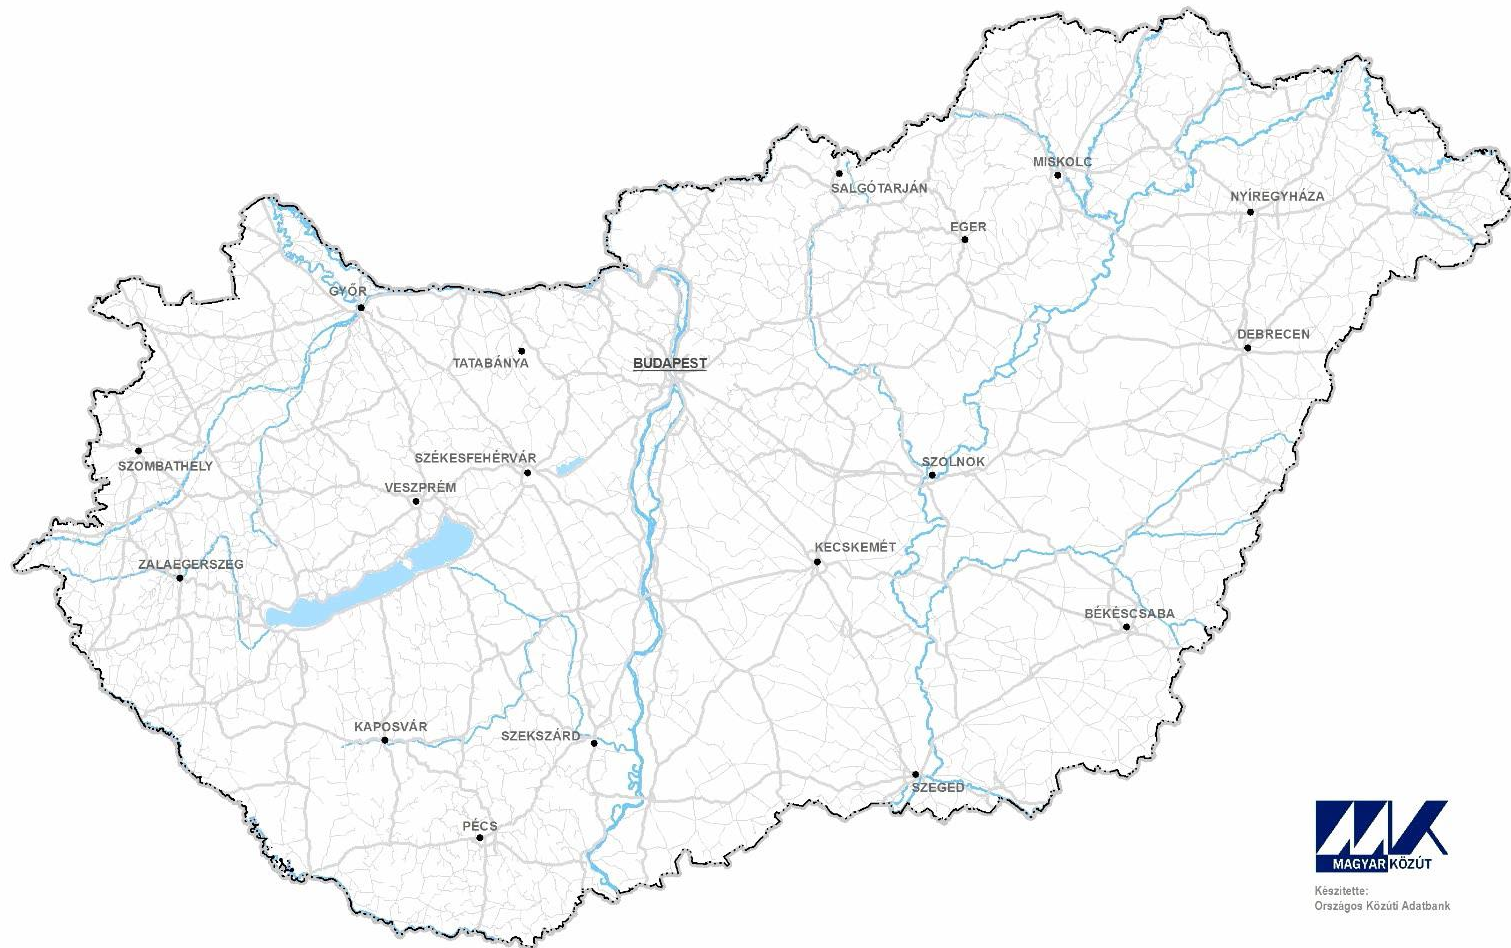 MISKOLC
SALGÓTARJÁN
NYÍREGYHÁZA
EGER
GYŐR
DEBRECEN
TATABÁNYA
BUDAPEST
SZÉKESFEHÉRVÁR
SZOMBATHELY
SZOLNOK
VESZPRÉM
KECSKEMÉT
ZALAEGERSZEG
BÉKÉSCSABA
KAPOSVÁR
SZEKSZÁRD
SZEGED
PÉCS
MAGYAR KÖZÚT
Készítette:
Országos Közúti Adatbank